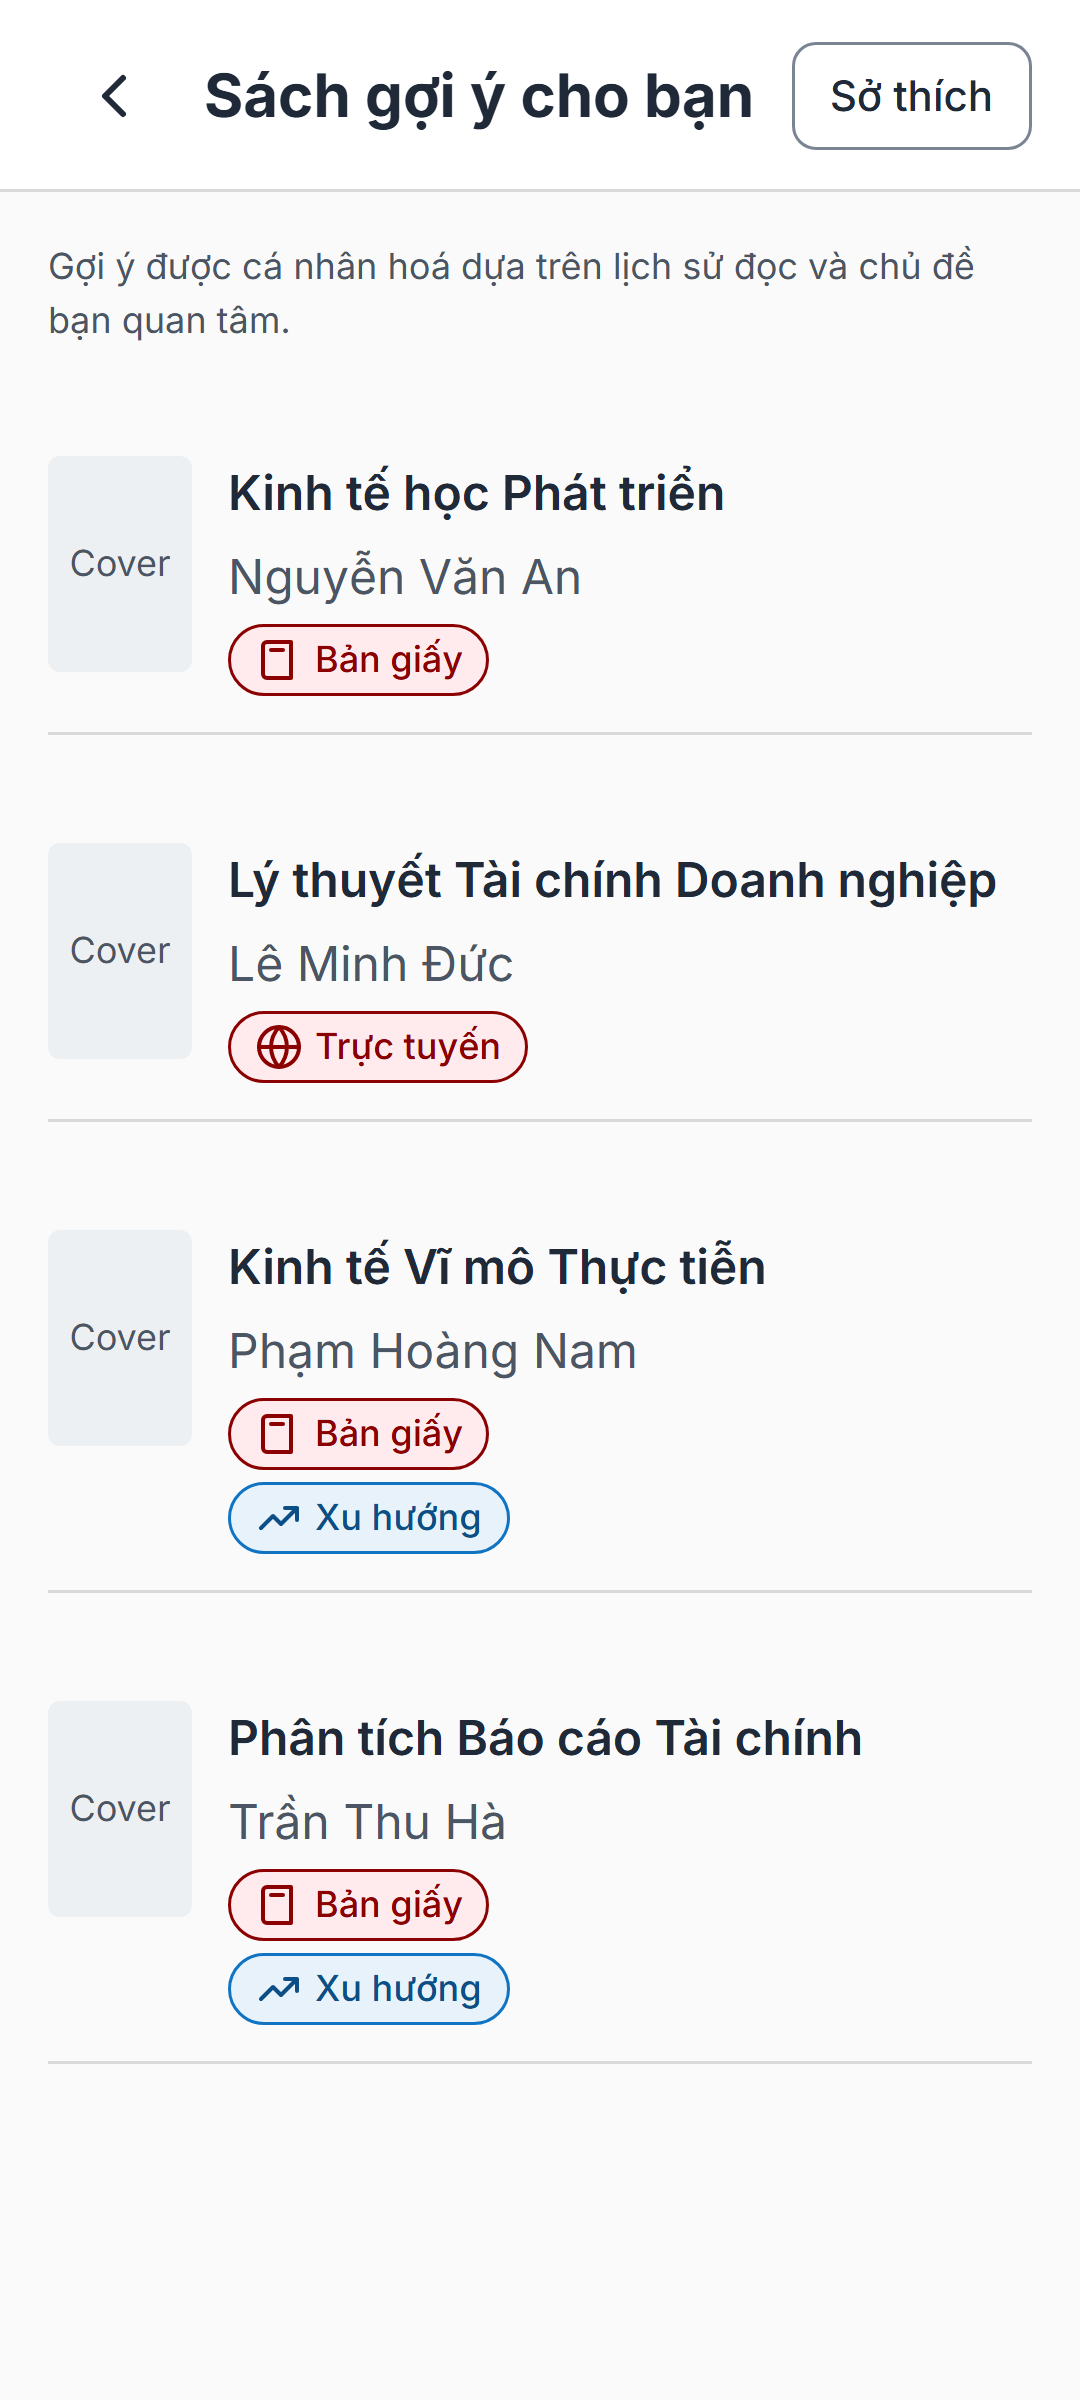 Sách gợi ý cho bạn
Sở thích
Gợi ý được cá nhân hoá dựa trên lịch sử đọc và chủ đề
bạn quan tâm.
Cover
Kinh tế học Phát triển
Nguyễn Văn An
Bản giấy
Cover
Lý thuyết Tài chính Doanh nghiệp
Lê Minh Đức
Trực tuyến
Cover
Kinh tế Vĩ mô Thực tiễn
Phạm Hoàng Nam
Bản giấy
Xu hướng
Cover
Phân tích Báo cáo Tài chính
Trần Thu Hà
Bản giấy
Xu hướng